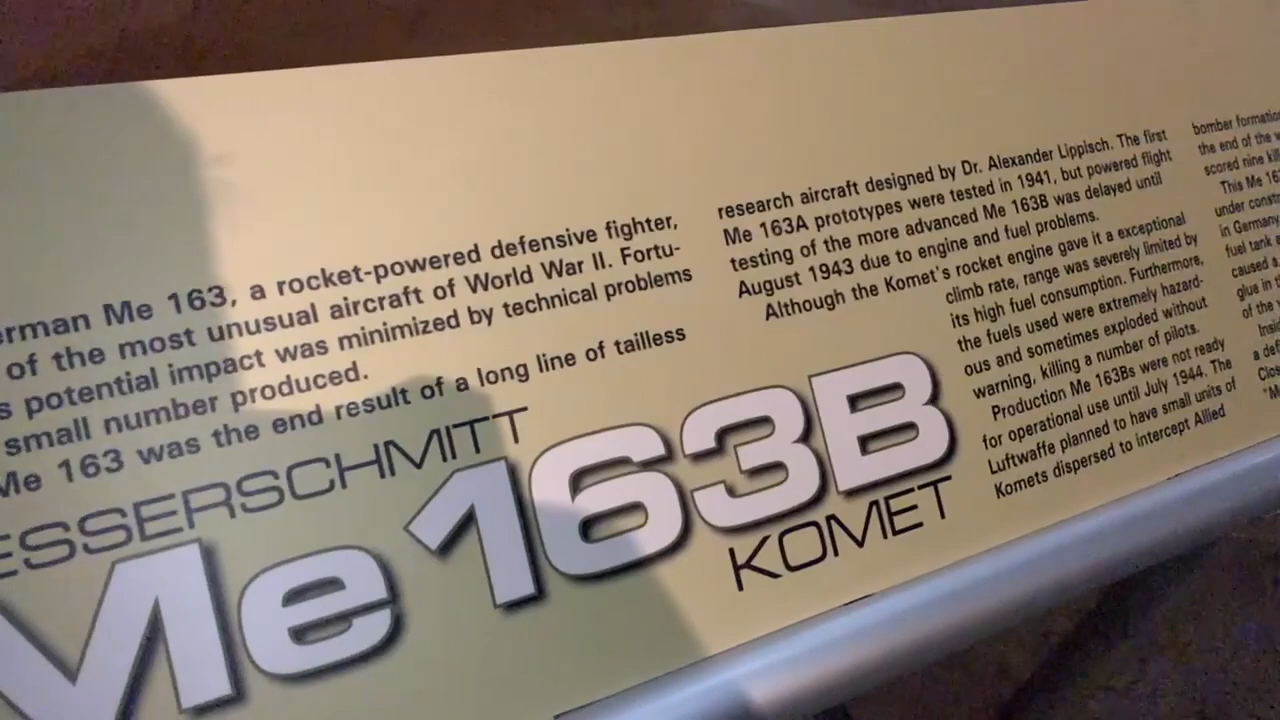 erman Me 163, a rocket-powered defensive fighter,
of the most unusual aircraft of World War II. Fortu-
s potential impact was minimized by technical problems
small number produced.
Me 163 was the end result of a long line of tailless
research aircraft designed by Dr. Alexander Lippisch. The first
Me 163A prototypes were tested in 1941, but powered flight
testing of the more advanced Me 163B was delayed until
August 1943 due to engine and fuel problems.
Although the Komet's rocket engine gave it a exceptional
climb rate, range was severely limited by
its high fuel consumption. Furthermore,
the fuels used were extremely hazard-
ous and sometimes exploded without
warning, killing a number of pilots.
Production Me 163Bs were not ready
for operational use until July 1944. The
Luftwaffe planned to have small units of
Komets dispersed to intercept Allied
bomber formatio
the end of the
scored nine kil
This Me 16
under constr
in Germany
fuel tank
caused a
glue in
of the
Insi
a def
Clos
"M
ESSERSCHMITT
Me 163B
KOMET